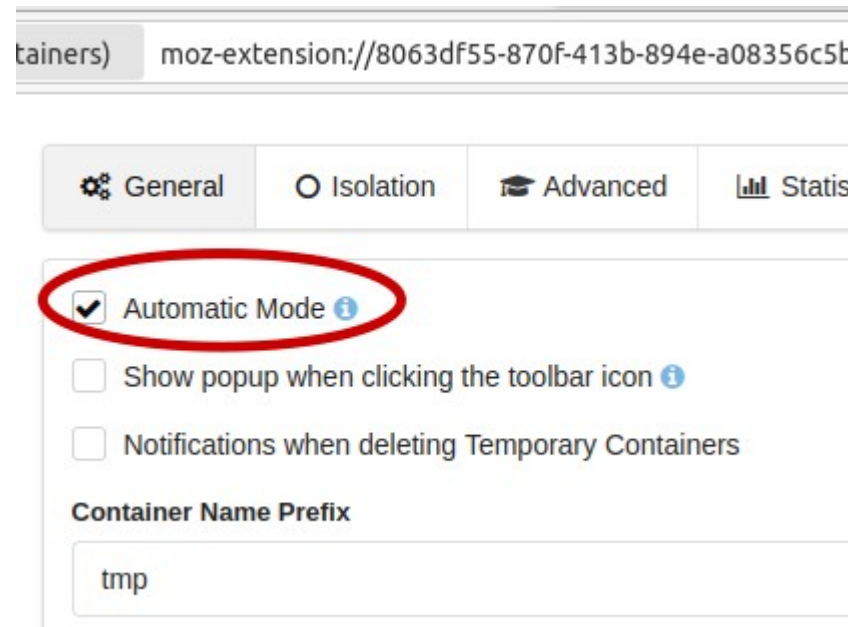 tainers) moz-extension://8063df55-870f-413b-894e-a08356c5b
General Isolation Advanced Statis
Automatic Mode
Show popup when clicking the toolbar icon
Notifications when deleting Temporary Containers
Container Name Prefix
tmp